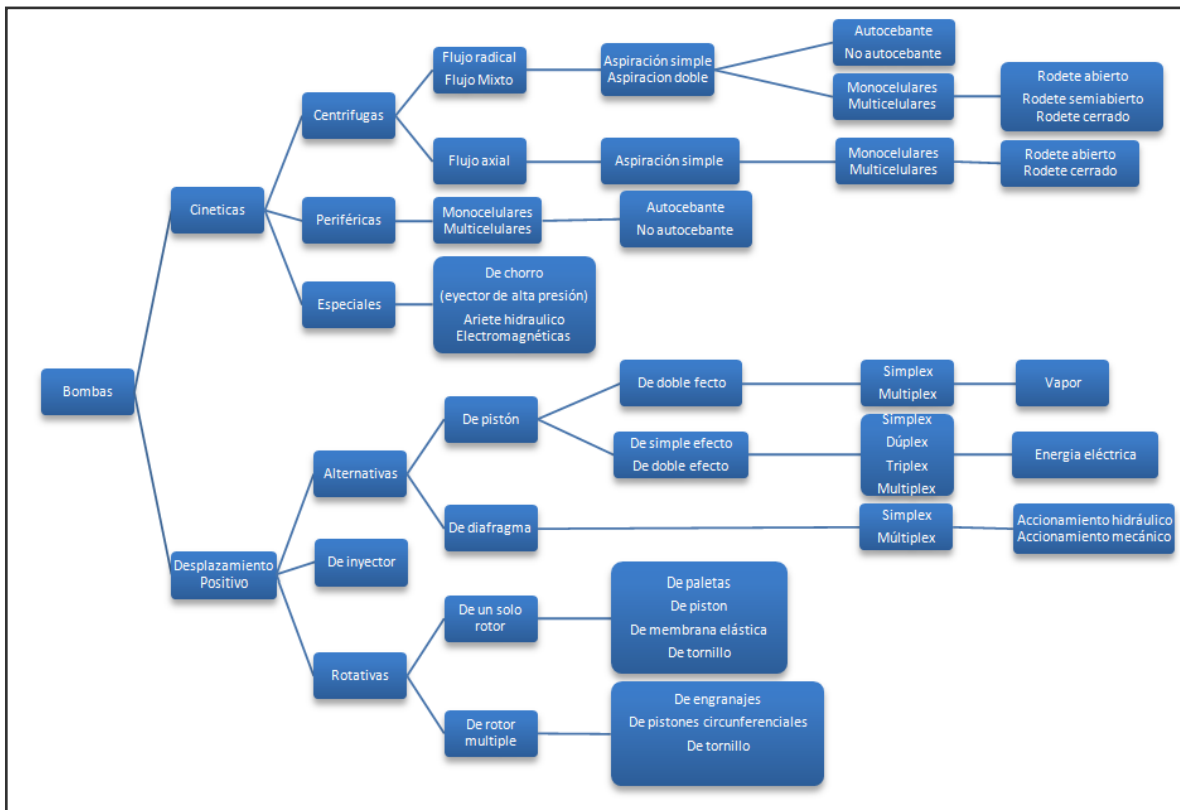 Bombas
Cineticas
Centrifugas
Flujo radical
Flujo Mixto
Aspiración simple
Aspiracion doble
Autocebante
No autocebante
Monocelulares
Multicelulares
Rodete abierto
Rodete semiabierto
Rodete cerrado
Flujo axial
Aspiración simple
Monocelulares
Multicelulares
Rodete abierto
Rodete cerrado
Periféricas
Monocelulares
Multicelulares
Autocebante
No autocebante
Especiales
De chorro
(eyector de alta presión)
Ariete hidraulico
Electromagnéticas
Desplazamiento
Positivo
Alternativas
De pistón
De doble fecto
Simplex
Multiplex
Vapor
De simple efecto
De doble efecto
Simplex
Dúplex
Triplex
Multiplex
Energia eléctrica
De diafragma
Simplex
Múltiplex
Accionamiento hidráulico
Accionamiento mecánico
De inyector
Rotativas
De un solo
rotor
De paletas
De piston
De membrana elástica
De tornillo
De rotor
multiple
De engranajes
De pistones circunferenciales
De tornillo